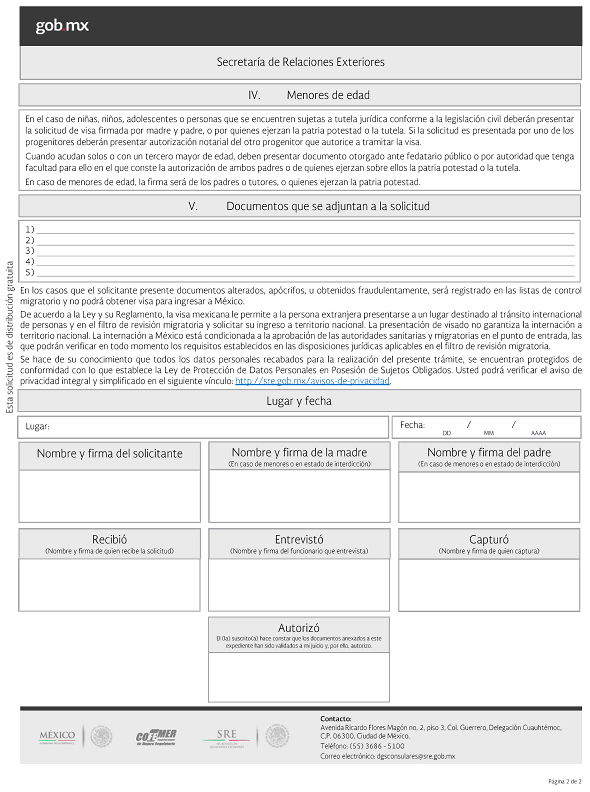 gob.mx
Secretaría de Relaciones Exteriores
IV. Menores de edad
En el caso de niñas, niños, adolescentes o personas que se encuentren sujetas a tutela jurídica conforme a la legislación civil deberán presentar
la solicitud de visa firmada por madre y padre, o por quienes ejerzan la patria potestad o la tutela. Si la solicitud es presentada por uno de los
progenitores deberán presentar autorización notarial del otro progenitor que autorice a tramitar la visa.
Cuando acudan solos o con un tercero mayor de edad, deben presentar documento otorgado ante fedatario público o por autoridad que tenga
facultad para ello en el que conste la autorización de ambos padres o de quienes ejerzan sobre ellos la patria potestad o la tutela.
En caso de menores de edad, la firma será de los padres o tutores, o quienes ejerzan la patria potestad.
V. Documentos que se adjuntan a la solicitud
1)
2)
3)
4)
5)
En los casos que el solicitante presente documentos alterados, apócrifos, u obtenidos fraudulentamente, será registrado en las listas de control
migratorio y no podrá obtener visa para ingresar a México.
De acuerdo a la Ley y su Reglamento, la visa mexicana le permite a la persona extranjera presentarse a un lugar destinado al tránsito internacional
de personas y en el filtro de revisión migratoria y solicitar su ingreso a territorio nacional. La presentación de visado no garantiza la internación a
territorio nacional. La internación a México está condicionada a la aprobación de las autoridades sanitarias y migratorias en el punto de entrada, las
que podrán verificar en todo momento los requisitos establecidos en las disposiciones jurídicas aplicables en el filtro de revisión migratoria.
Se hace de su conocimiento que todos los datos personales recabados para la realización del presente trámite, se encuentran protegidos de
conformidad con lo que establece la Ley de Protección de Datos Personales en Posesión de Sujetos Obligados. Usted podrá verificar el aviso de
privacidad integral y simplificado en el siguiente vínculo: http://sre.gob.mx/avisos-de-privacidad.
Esta solicitud es de distribución gratuita
Lugar y fecha
Lugar:
Fecha: / /
DD MM AAAA
Nombre y firma del solicitante
Nombre y firma de la madre
(En caso de menores o en estado de interdicción)
Nombre y firma del padre
(En caso de menores o en estado de interdicción)
Recibió
(Nombre y firma de quien recibe la solicitud)
Entrevistó
(Nombre y firma del funcionario que entrevista)
Capturó
(Nombre y firma de quien captura)
Autorizó
El (la) suscrito(a) hace constar que los documentos anexados a este
expediente han sido validados a mi juicio y, por ello, autorizo.
MÉXICO
COFEMER
SRE
Contacto:
Avenida Ricardo Flores Magón no. 2, piso 3, Col. Guerrero, Delegación Cuauhtémoc,
C.P. 06300, Ciudad de México.
Teléfono: (55) 3686 - 5100
Correo electrónico: dgsconsulares@sre.gob.mx
Página 2 de 2